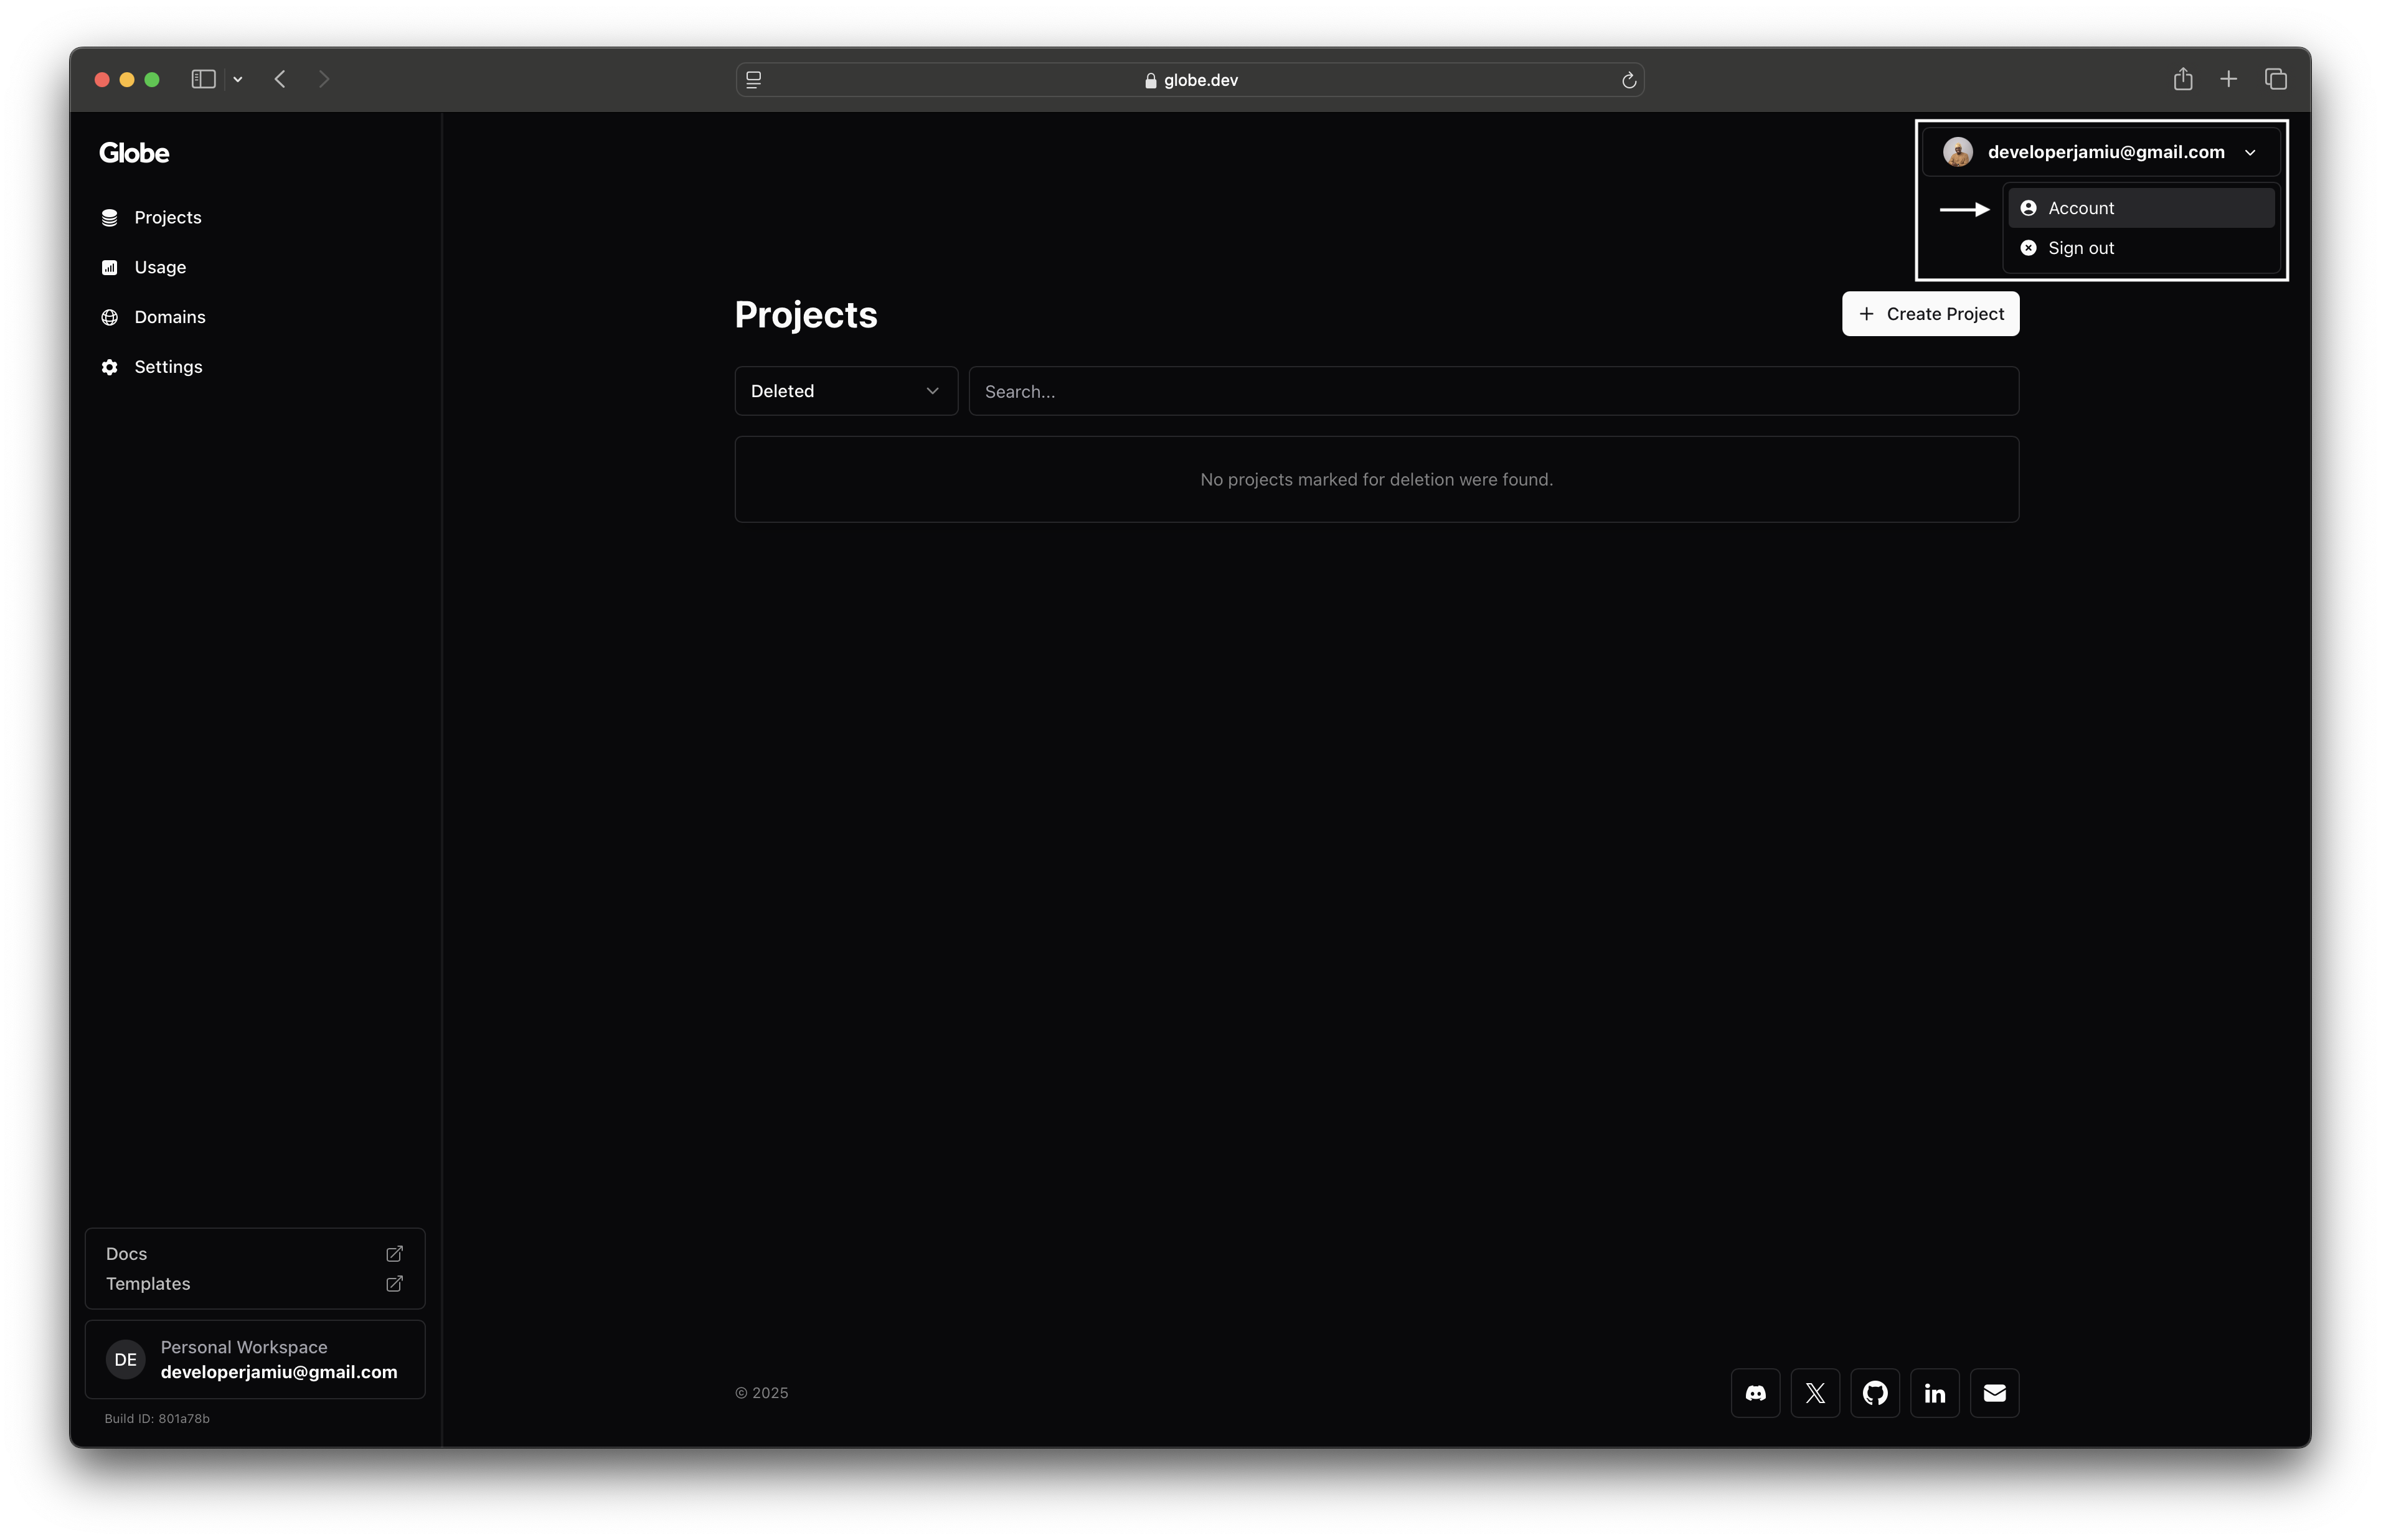 globe.dev
Globe
developerjamiu@gmail.com
Account
Sign out
Projects
Usage
Domains
Settings
Projects
Create Project
Deleted
Search...
No projects marked for deletion were found.
Docs
Templates
DE
Personal Workspace
developerjamiu@gmail.com
Build ID: 801a78b
© 2025